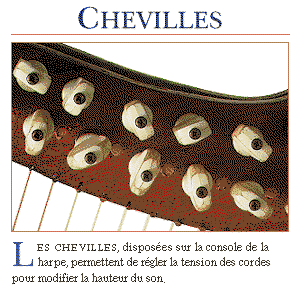 CHEVILLES
LES CHEVILLES, disposées sur la console de la
harpe, permettent de régler la tension des cordes
pour modifier la hauteur du son.